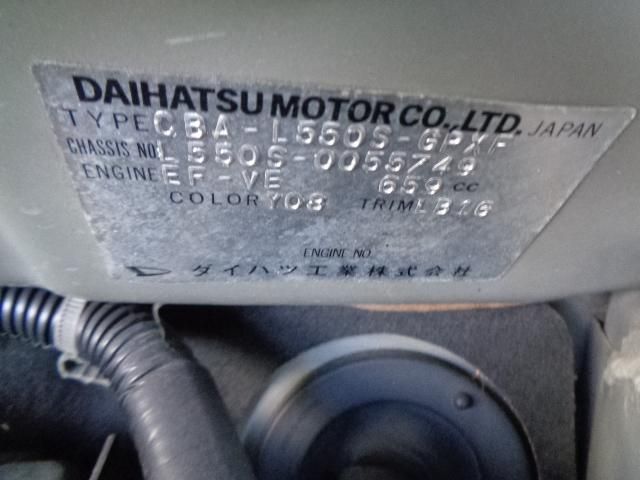 DAIHATSU MOTOR CO., LTD. JAPAN
TYPE CBA-L550S-GPXF
CHASSIS NO. L550S-0055749
ENGINE EF-VE 659 cc
COLOR Y08 TRIM LB16
ENGINE NO.
ダイハツ工業株式会社